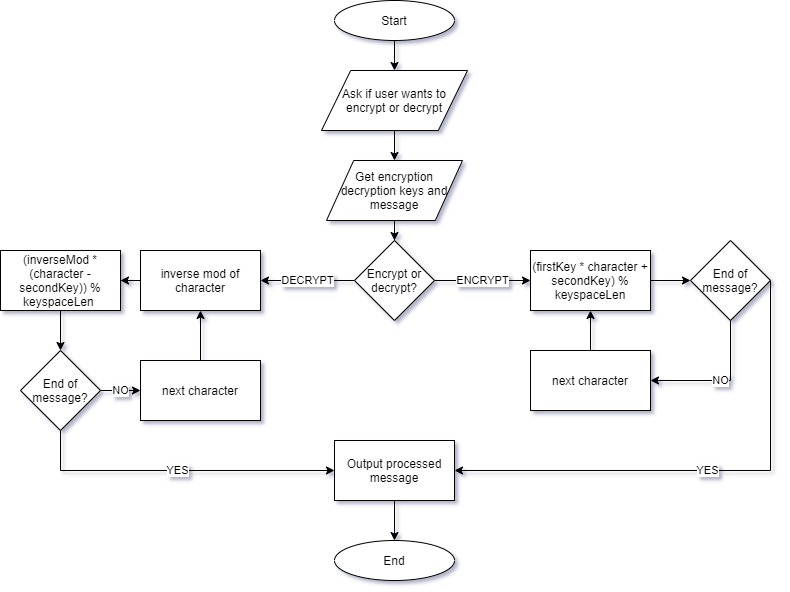 Start
Ask if user wants to
encrypt or decrypt
Get encryption
decryption keys and
message
Encrypt or
decrypt?
DECRYPT
ENCRYPT
inverse mod of
character
(inverseMod *
(character -
secondKey)) %
keyspaceLen
(firstKey * character +
secondKey) %
keyspaceLen
End of
message?
End of
message?
NO
next character
next character
NO
YES
Output processed
message
YES
End